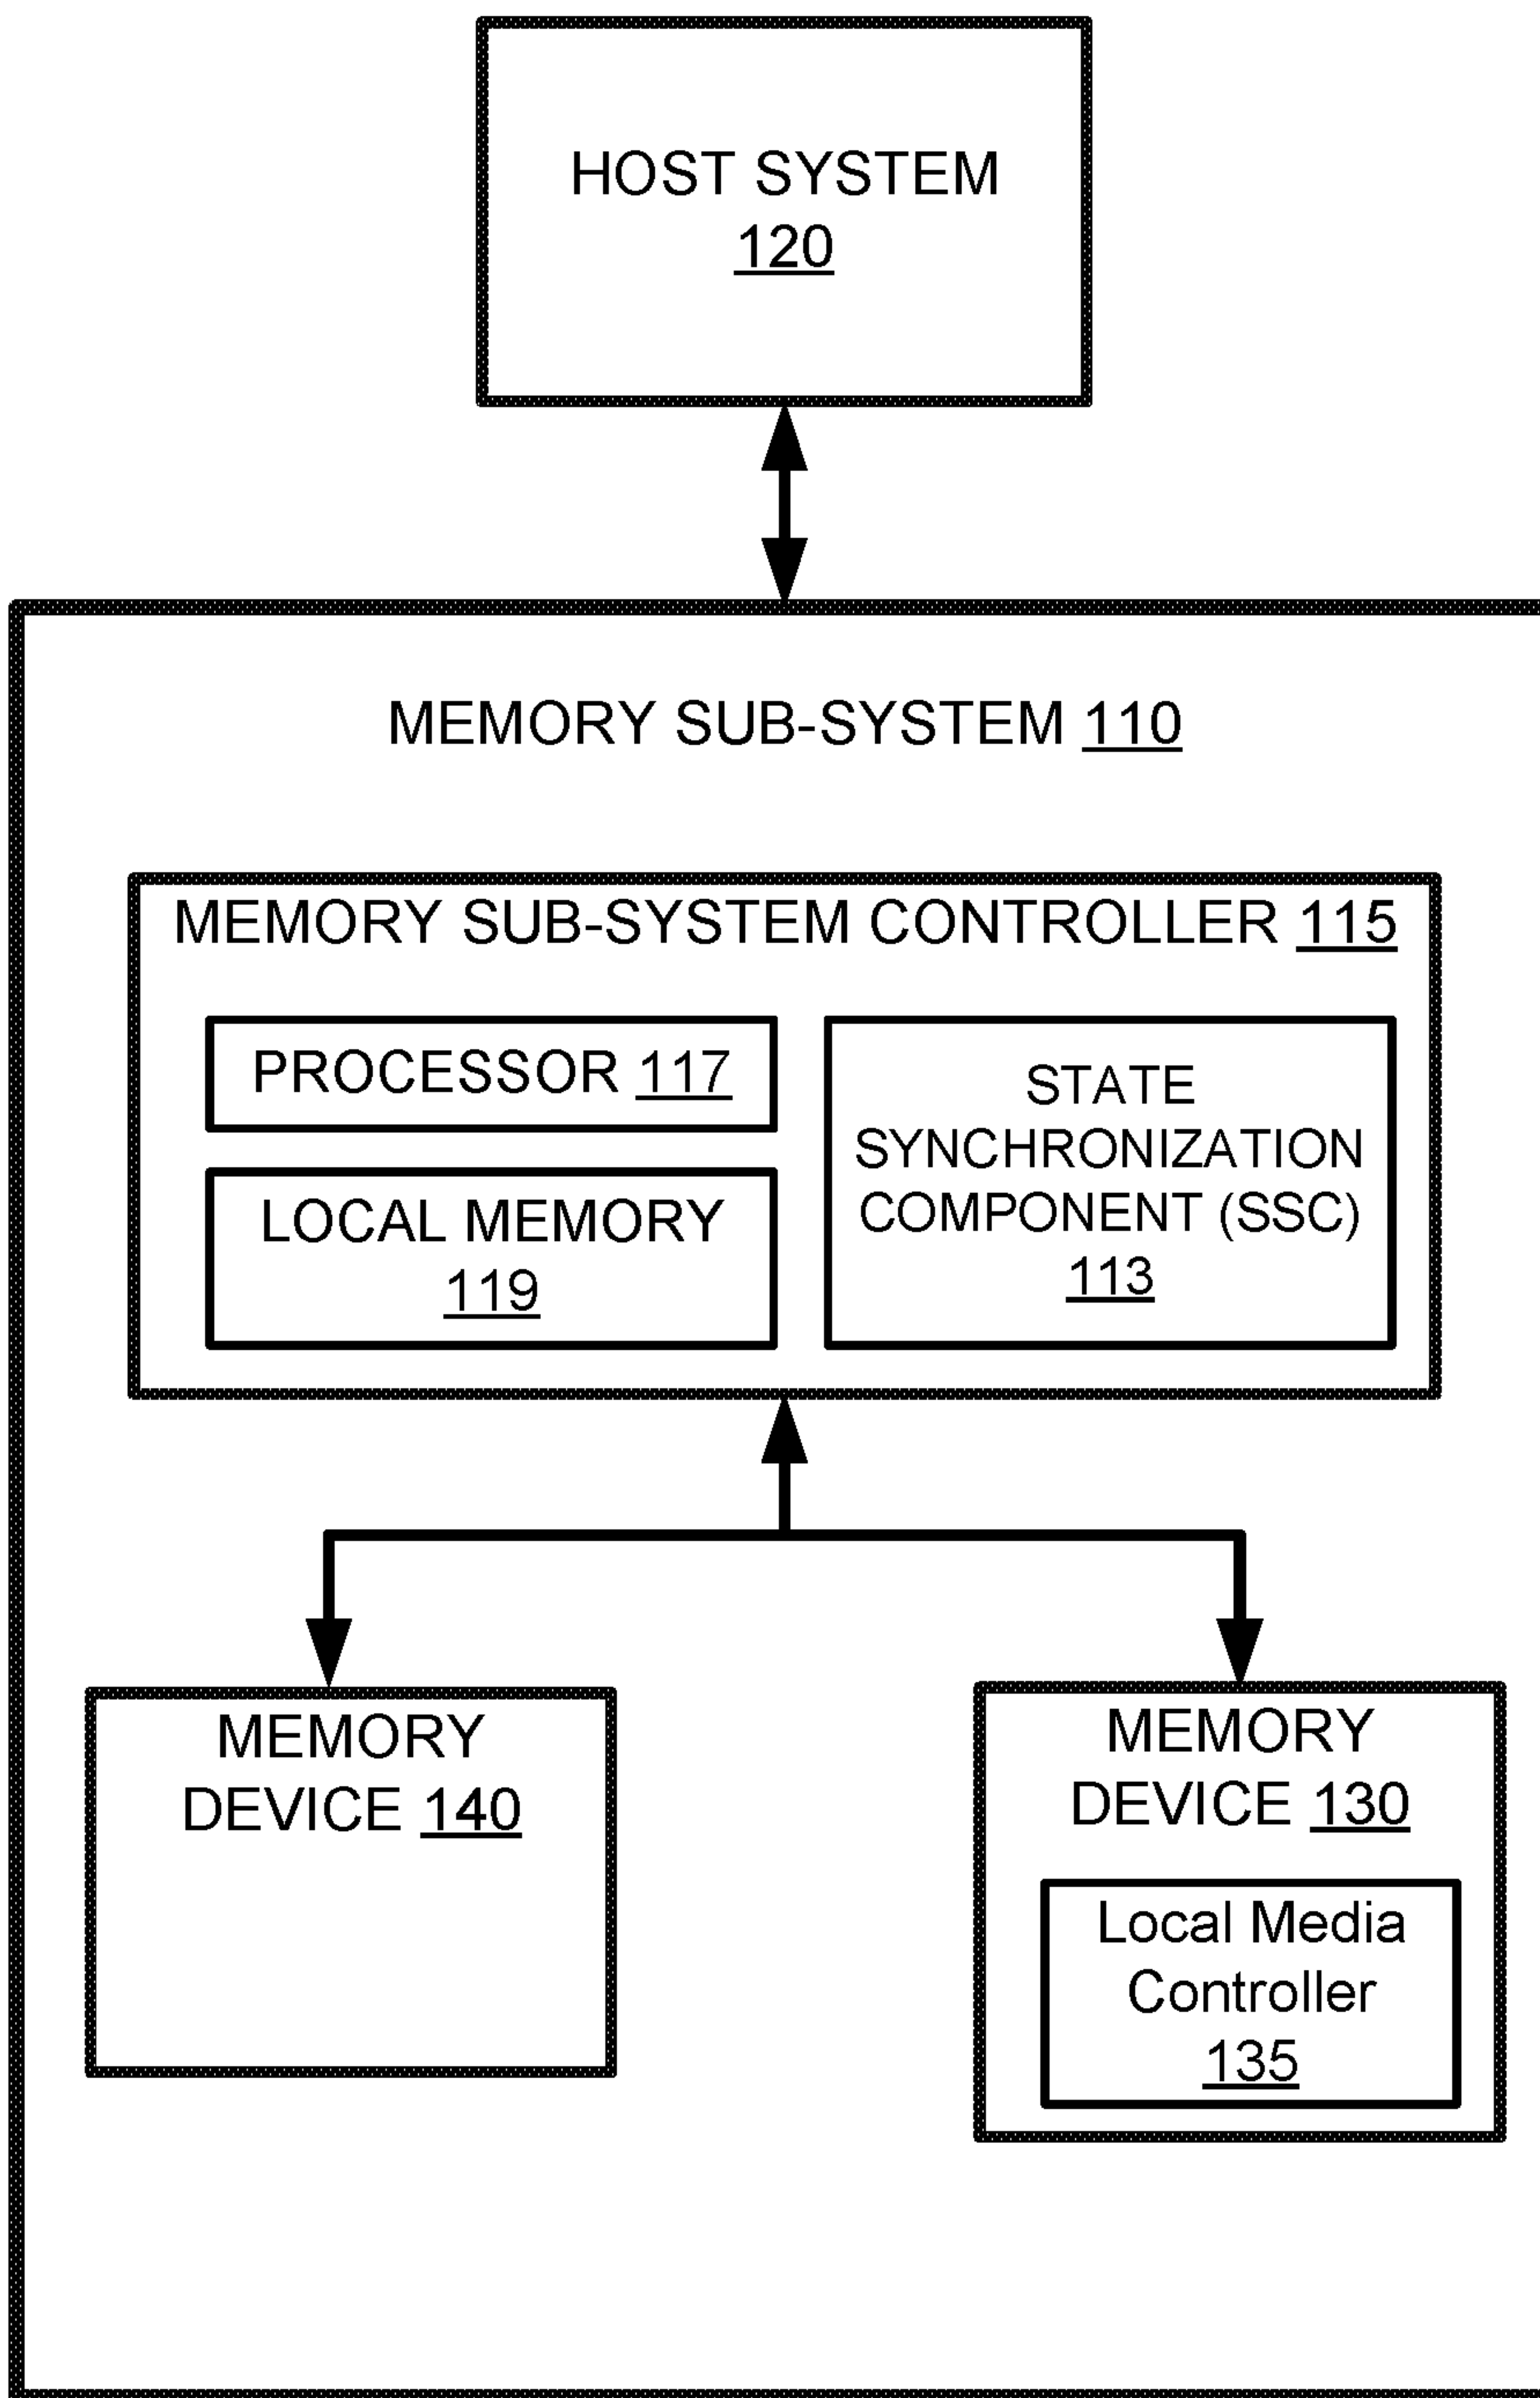 HOST SYSTEM
120
MEMORY SUB-SYSTEM 110
MEMORY SUB-SYSTEM CONTROLLER 115
PROCESSOR 117
LOCAL MEMORY
119
STATE
SYNCHRONIZATION
COMPONENT (SSC)
113
MEMORY
DEVICE 140
MEMORY
DEVICE 130
Local Media
Controller
135